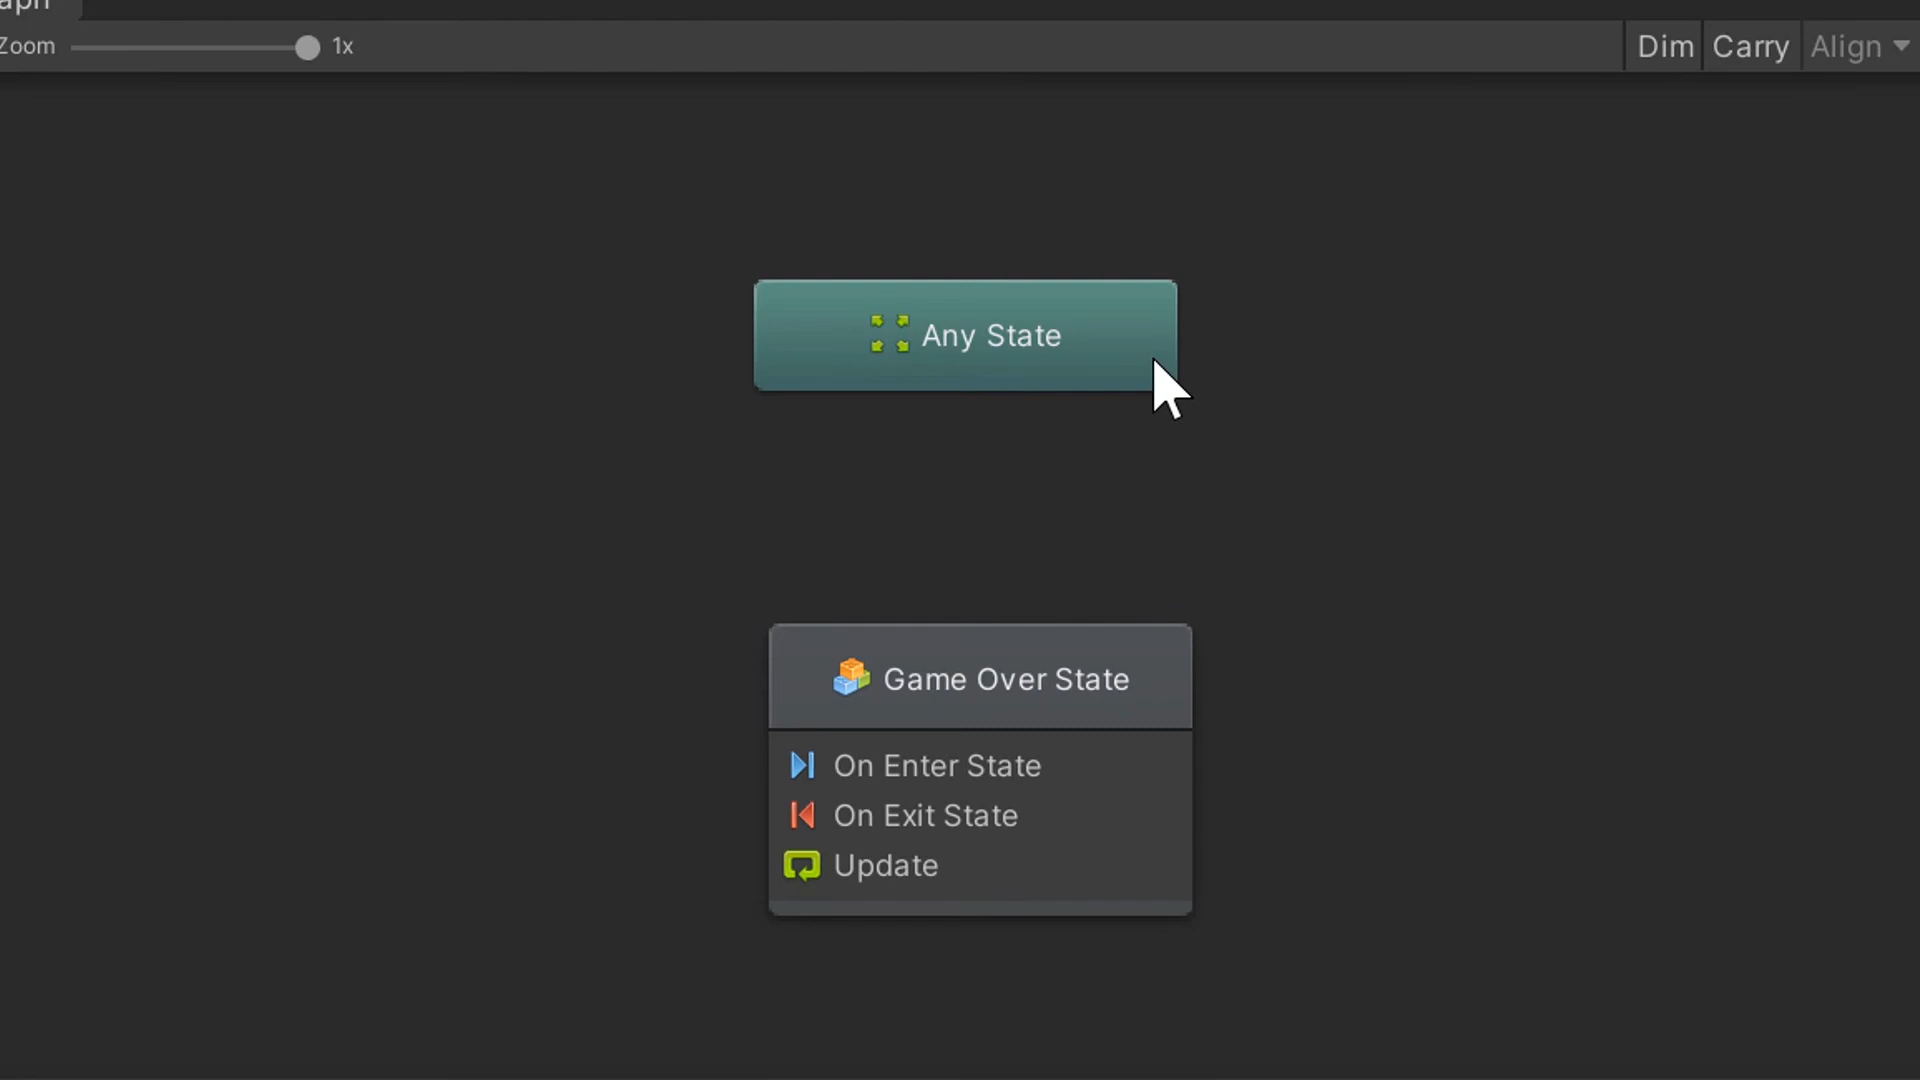 Zoom 1x Dim Carry Align
Any State
Game Over State
On Enter State
On Exit State
Update